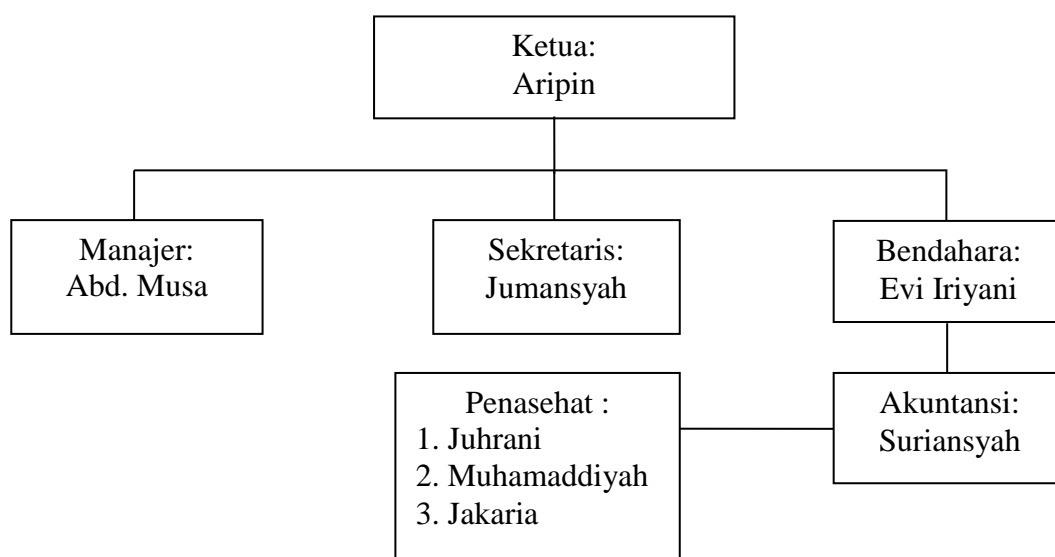 Ketua:
Aripin
Manajer:
Abd. Musa
Sekretaris:
Jumansyah
Bendahara:
Evi Iriyani
Penasehat :
1. Juhrani
2. Muhamaddiyah
3. Jakaria
Akuntansi:
Suriansyah